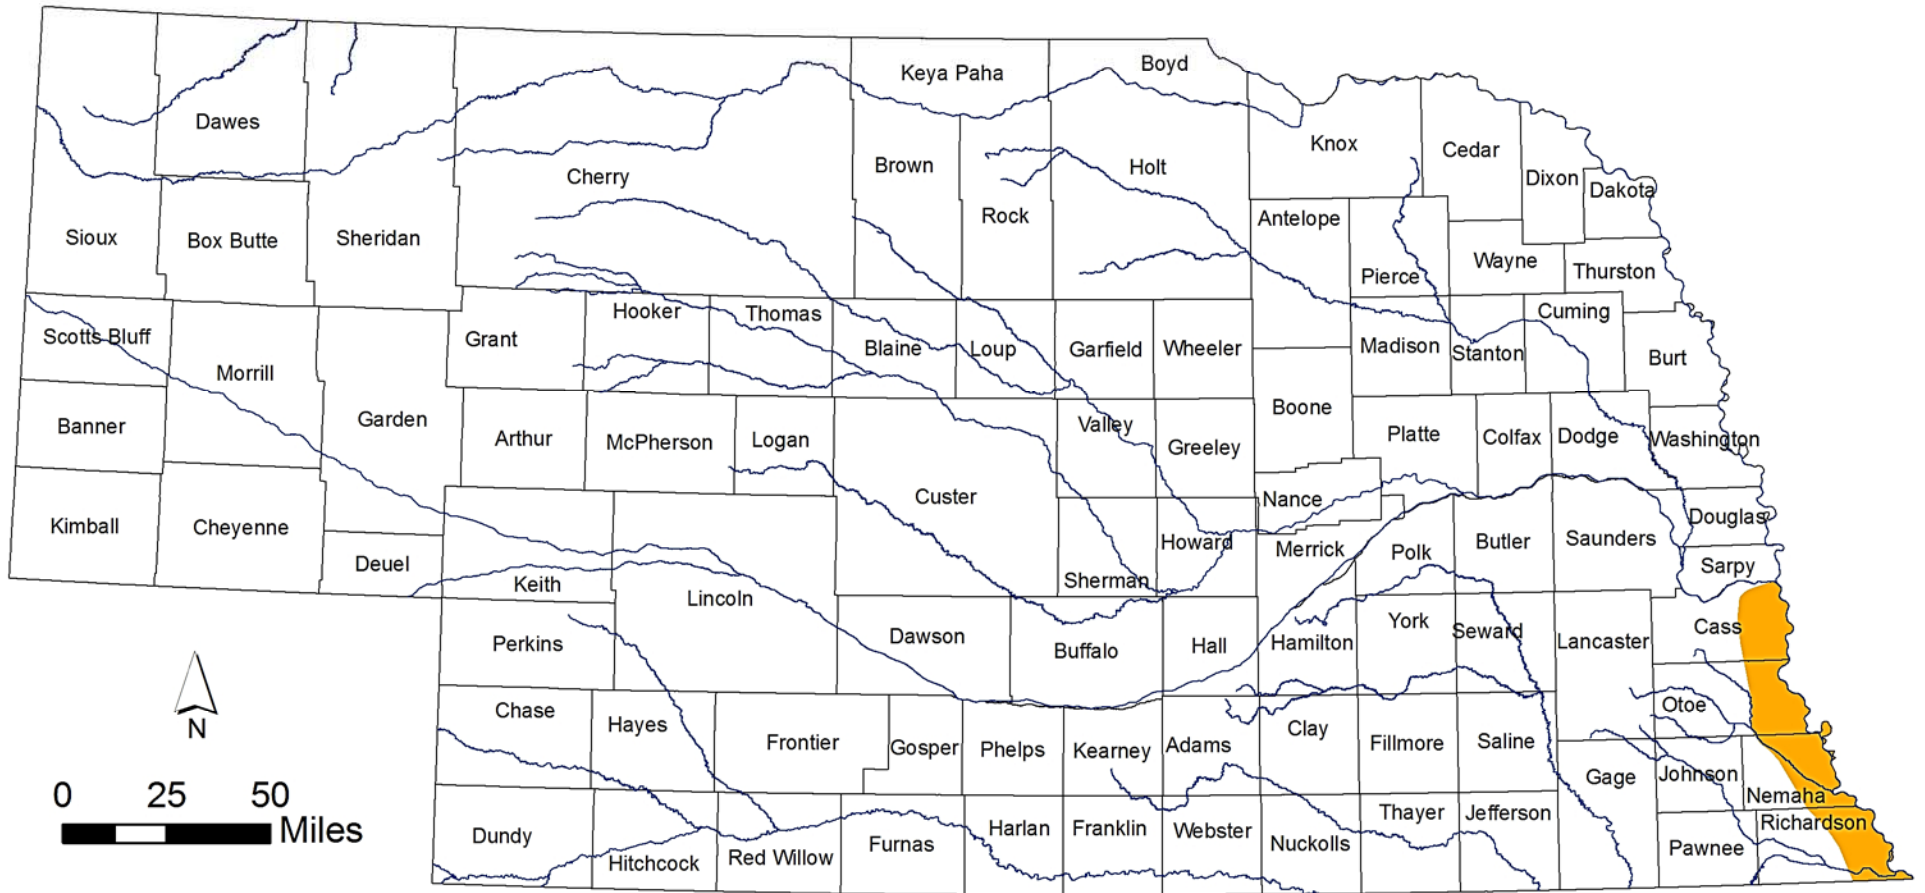 Keya Paha
Boyd
Dawes
Knox
Cedar
Cherry
Brown
Holt
Dixon
Dakota
Sioux
Box Butte
Sheridan
Rock
Antelope
Pierce
Wayne
Thurston
Scotts Bluff
Grant
Hooker
Thomas
Cuming
Morrill
Blaine
Loup
Garfield
Wheeler
Madison
Stanton
Burt
Banner
Garden
Arthur
McPherson
Logan
Valley
Greeley
Boone
Platte
Colfax
Dodge
Washington
Kimball
Cheyenne
Custer
Nance
Douglas
Deuel
Keith
Lincoln
Sherman
Howard
Merrick
Polk
Butler
Saunders
Sarpy
Perkins
Dawson
Buffalo
Hall
Hamilton
York
Seward
Lancaster
Cass
N
Chase
Hayes
Frontier
Gosper
Phelps
Kearney
Adams
Clay
Fillmore
Saline
Otoe
Gage
Johnson
Nemaha
0 25 50
Miles
Dundy
Hitchcock
Red Willow
Furnas
Harlan
Franklin
Webster
Nuckolls
Thayer
Jefferson
Pawnee
Richardson